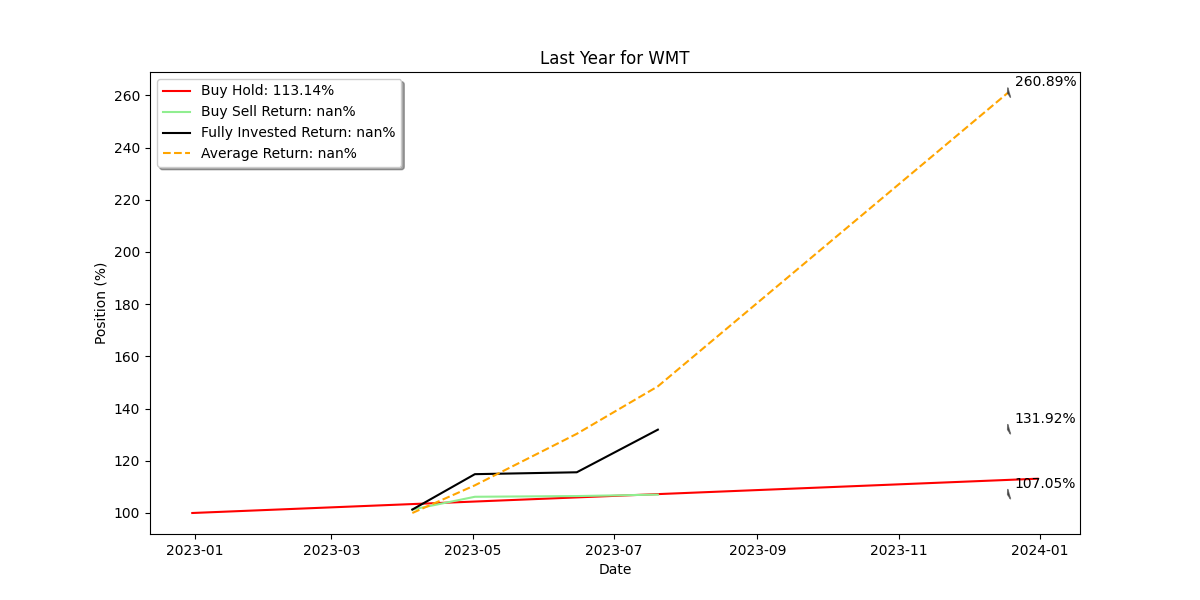 Last Year for WMT
Buy Hold: 113.14%
Buy Sell Return: nan%
Fully Invested Return: nan%
Average Return: nan%
260.89%
131.92%
107.05%
Position (%)
260
240
220
200
180
160
140
120
100
2023-01
2023-03
2023-05
2023-07
2023-09
2023-11
2024-01
Date